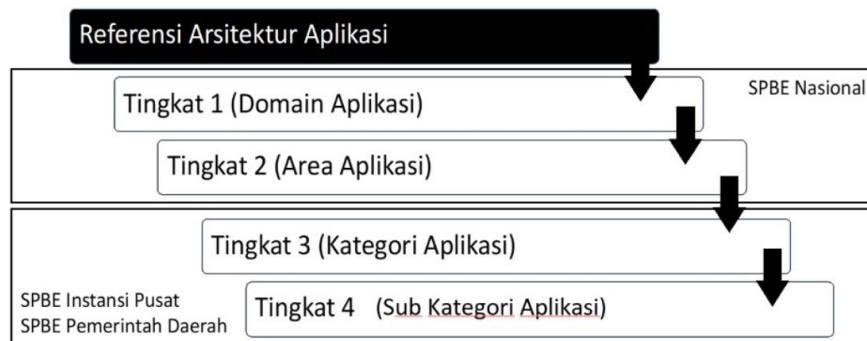 Referensi Arsitektur Aplikasi
SPBE Nasional
Tingkat 1 (Domain Aplikasi)
Tingkat 2 (Area Aplikasi)
Tingkat 3 (Kategori Aplikasi)
SPBE Instansi Pusat
SPBE Pemerintah Daerah
Tingkat 4 (Sub Kategori Aplikasi)